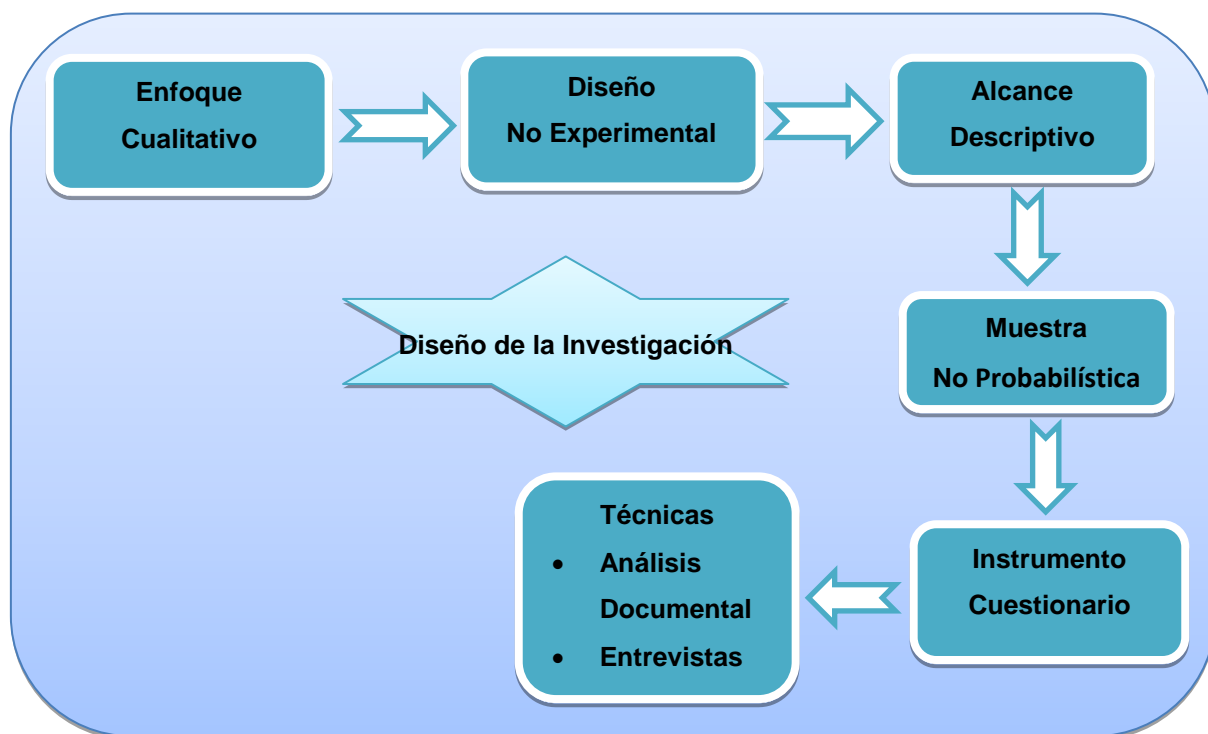 Enfoque
Cualitativo
Diseño
No Experimental
Alcance
Descriptivo
Diseño de la Investigación
Muestra
No Probabilística
Instrumento
Cuestionario
Técnicas
• Análisis
Documental
• Entrevistas